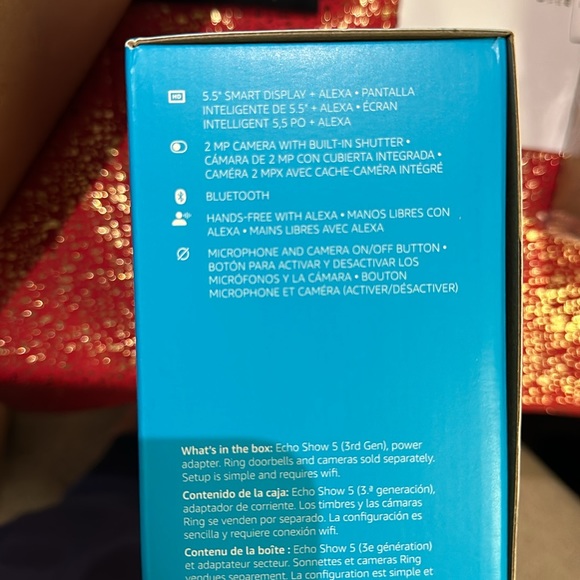 HD
5.5" SMART DISPLAY + ALEXA • PANTALLA
INTELIGENTE DE 5.5" + ALEXA • ÉCRAN
INTELLIGENT 5,5 PO + ALEXA
2 MP CAMERA WITH BUILT-IN SHUTTER •
CÁMARA DE 2 MP CON CUBIERTA INTEGRADA •
CAMÉRA 2 MPX AVEC CACHE-CAMÉRA INTÉGRÉ
BLUETOOTH
HANDS-FREE WITH ALEXA • MANOS LIBRES CON
ALEXA • MAINS LIBRES AVEC ALEXA
MICROPHONE AND CAMERA ON/OFF BUTTON •
BOTÓN PARA ACTIVAR Y DESACTIVAR LOS
MICRÓFONOS Y LA CÁMARA • BOUTON
MICROPHONE ET CAMÉRA (ACTIVER/DÉSACTIVER)
What's in the box: Echo Show 5 (3rd Gen), power
adapter. Ring doorbells and cameras sold separately.
Setup is simple and requires wifi.
Contenido de la caja: Echo Show 5 (3.ª generación),
adaptador de corriente. Los timbres y las cámaras
Ring se venden por separado. La configuración es
sencilla y requiere conexión wifi.
Contenu de la boîte : Echo Show 5 (3e génération)
et adaptateur secteur. Sonnettes et caméras Ring
vendues séparement. La configuration est simple et